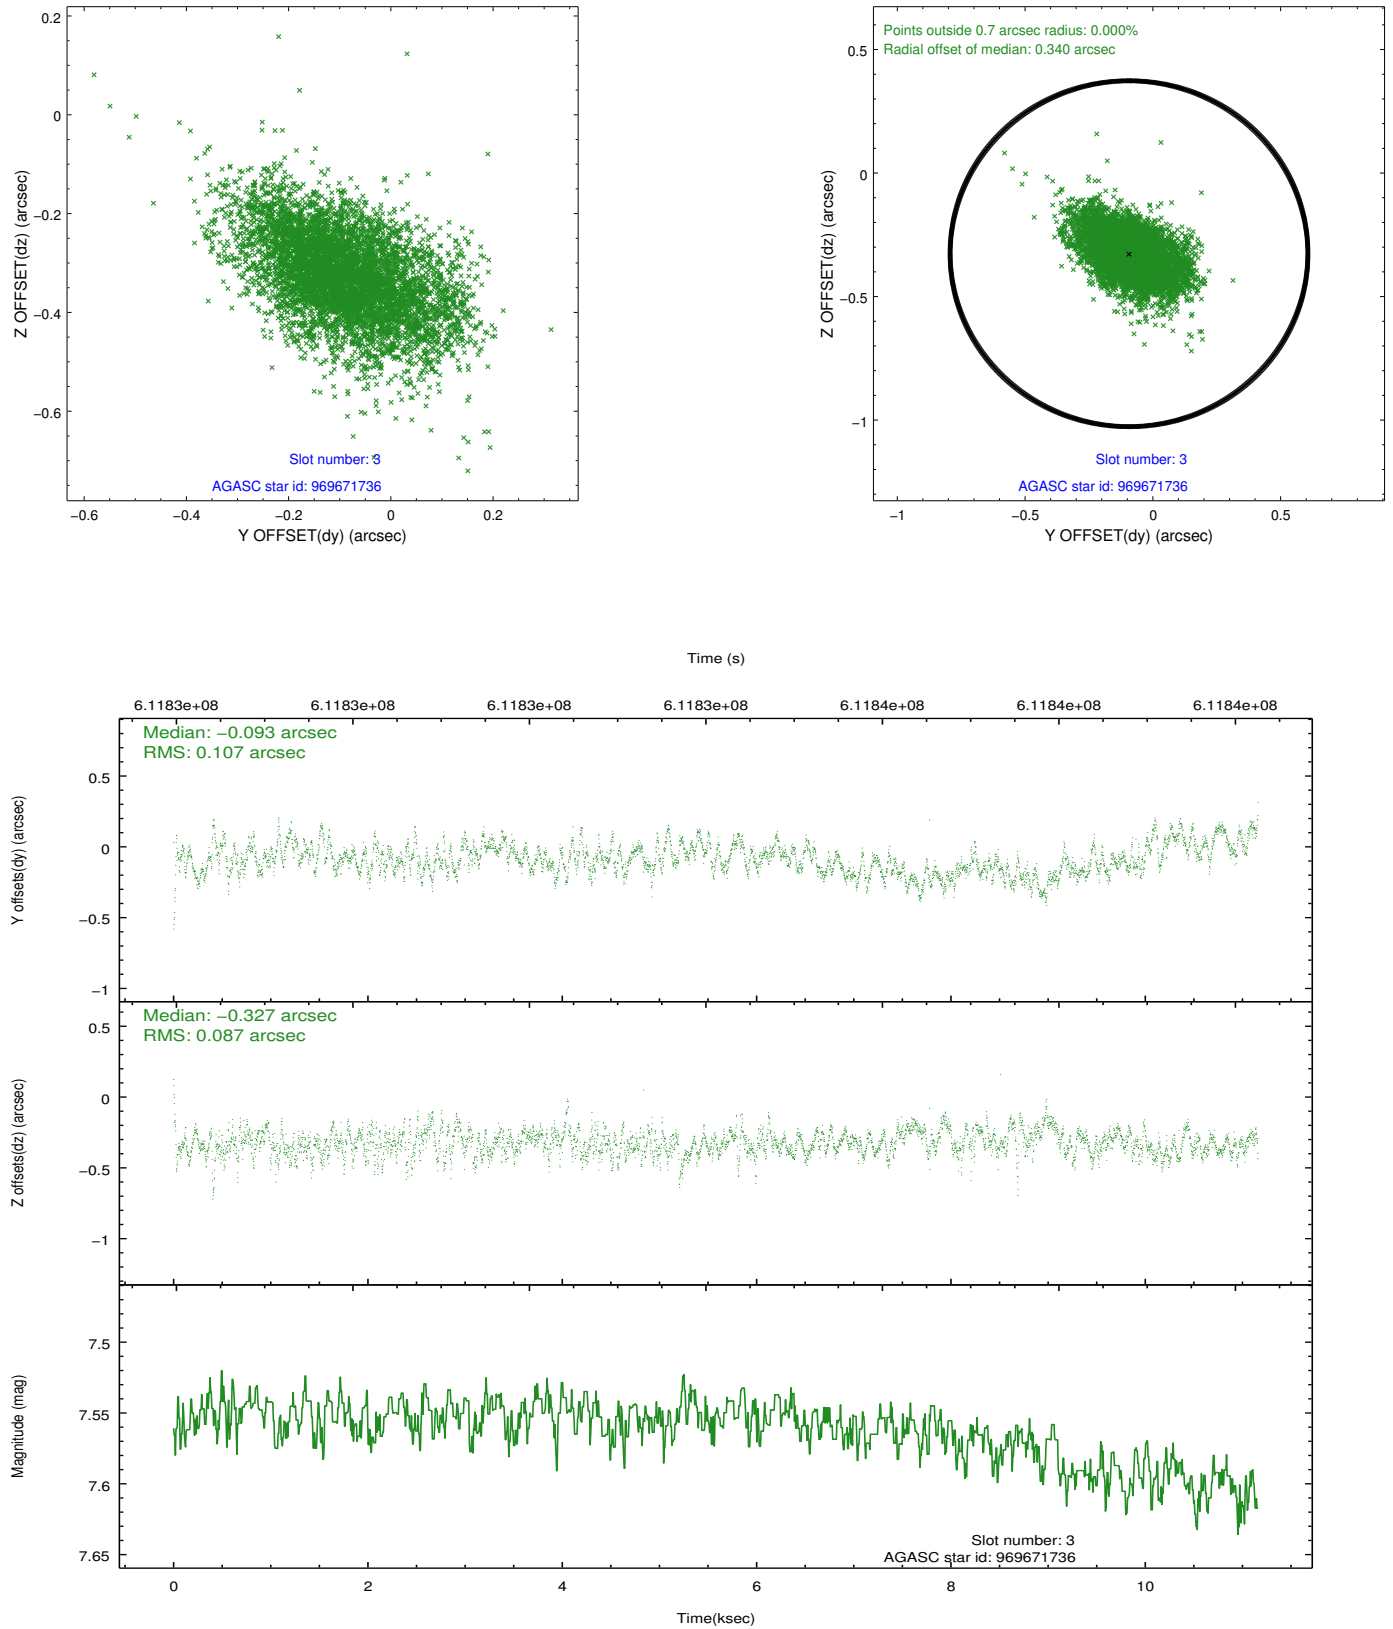 0.2
0
−0.2
−0.4
−0.6
Z OFFSET(dz) (arcsec)
Slot number: 3
AGASC star id: 969671736
−0.6
−0.4
−0.2
0
0.2
Y OFFSET(dy) (arcsec)
Points outside 0.7 arcsec radius: 0.000%
Radial offset of median: 0.340 arcsec
0.5
0
−0.5
−1
Z OFFSET(dz) (arcsec)
Slot number: 3
AGASC star id: 969671736
−1
−0.5
0
0.5
Y OFFSET(dy) (arcsec)
Time (s)
6.1183e+08
6.1183e+08
6.1183e+08
6.1183e+08
6.1184e+08
6.1184e+08
6.1184e+08
Median: −0.093 arcsec
RMS: 0.107 arcsec
0.5
0
−0.5
−1
Y offsets(dy) (arcsec)
Median: −0.327 arcsec
RMS: 0.087 arcsec
0.5
0
−0.5
−1
Z offsets(dz) (arcsec)
7.5
7.55
7.6
7.65
Magnitude (mag)
Slot number: 3
AGASC star id: 969671736
0
2
4
6
8
10
Time(ksec)